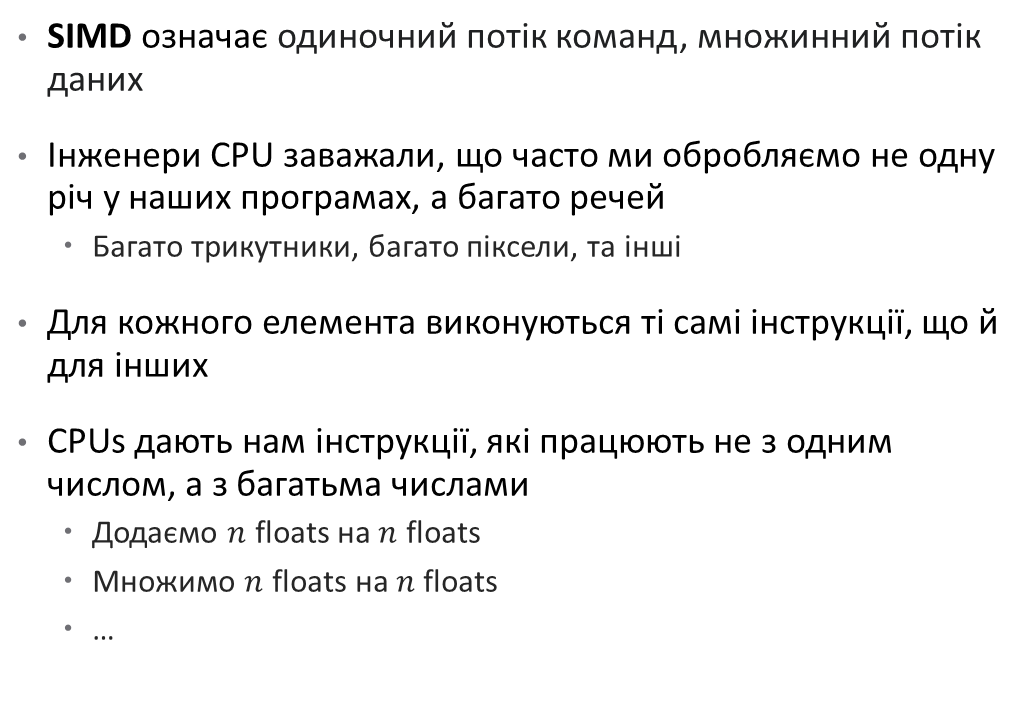 • SIMD означає одиночний потік команд, множинний потік
даних
• Інженери CPU заважали, що часто ми обробляємо не одну
річ у наших програмах, а багато речей
• Багато трикутники, багато піксели, та інші
• Для кожного елемента виконуються ті самі інструкції, що й
для інших
• CPUs дають нам інструкції, які працюють не з одним
числом, а з багатьма числами
• Додаємо n floats на n floats
• Множимо n floats на n floats
• …